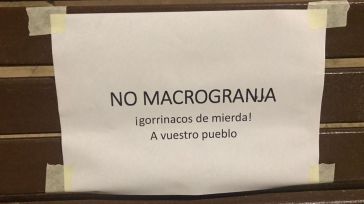 NO MACROGRANJA
¡gorrinacos de mierda!
A vuestro pueblo